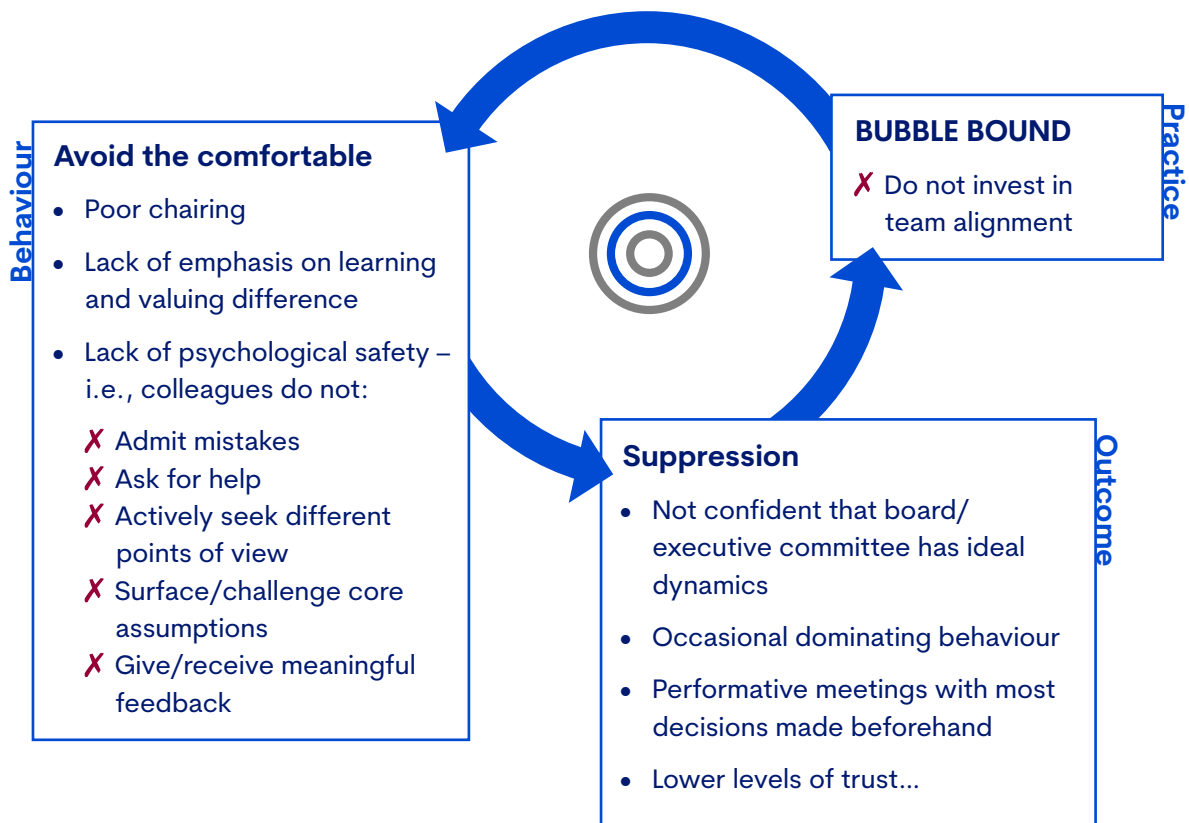 Behaviour
Avoid the comfortable
• Poor chairing
• Lack of emphasis on learning
and valuing difference
• Lack of psychological safety –
i.e., colleagues do not:
✗ Admit mistakes
✗ Ask for help
✗ Actively seek different
points of view
✗ Surface/challenge core
assumptions
✗ Give/receive meaningful
feedback
Practice
BUBBLE BOUND
✗ Do not invest in
team alignment
Outcome
Suppression
• Not confident that board/
executive committee has ideal
dynamics
• Occasional dominating behaviour
• Performative meetings with most
decisions made beforehand
• Lower levels of trust...